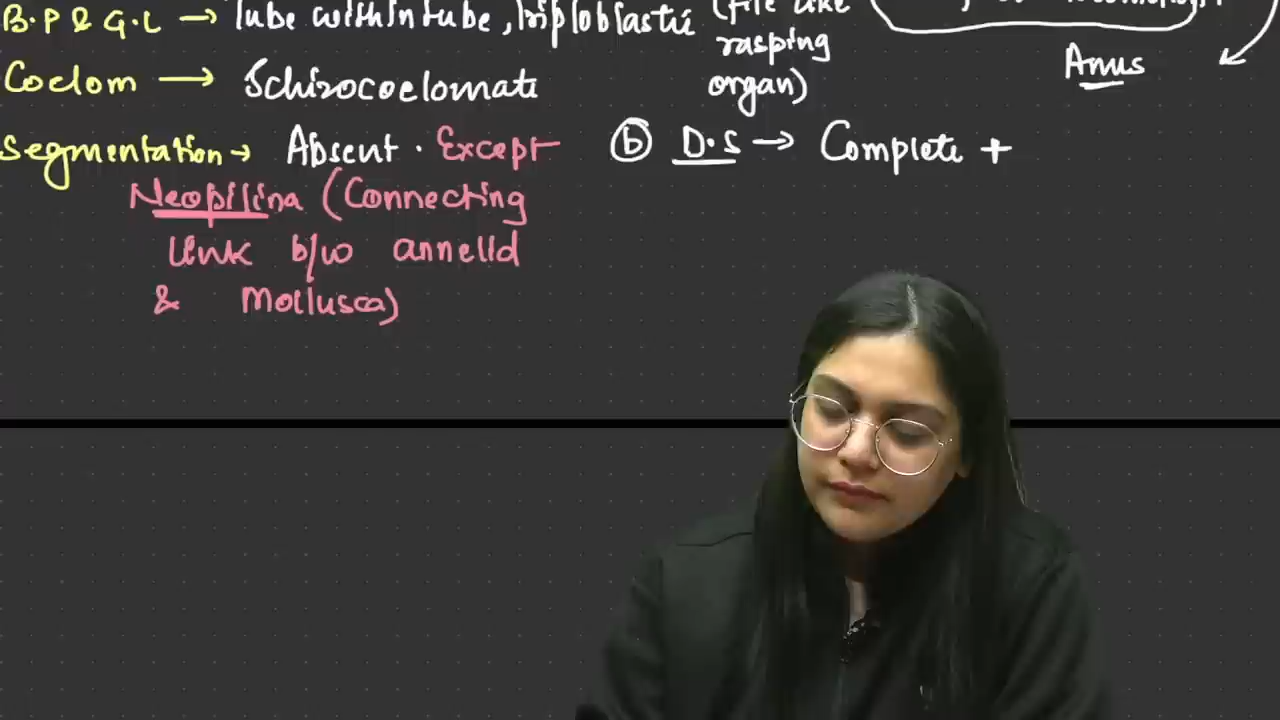 B.P & G.L → Tube within tube, triploblastic
Coelom → Schizocoelomate
Segmentation → Absent. Except
Neopilina (Connecting
link b/w annelid
& Mollusca)
(file like
rasping
organ)
Anus
b D.S → Complete +